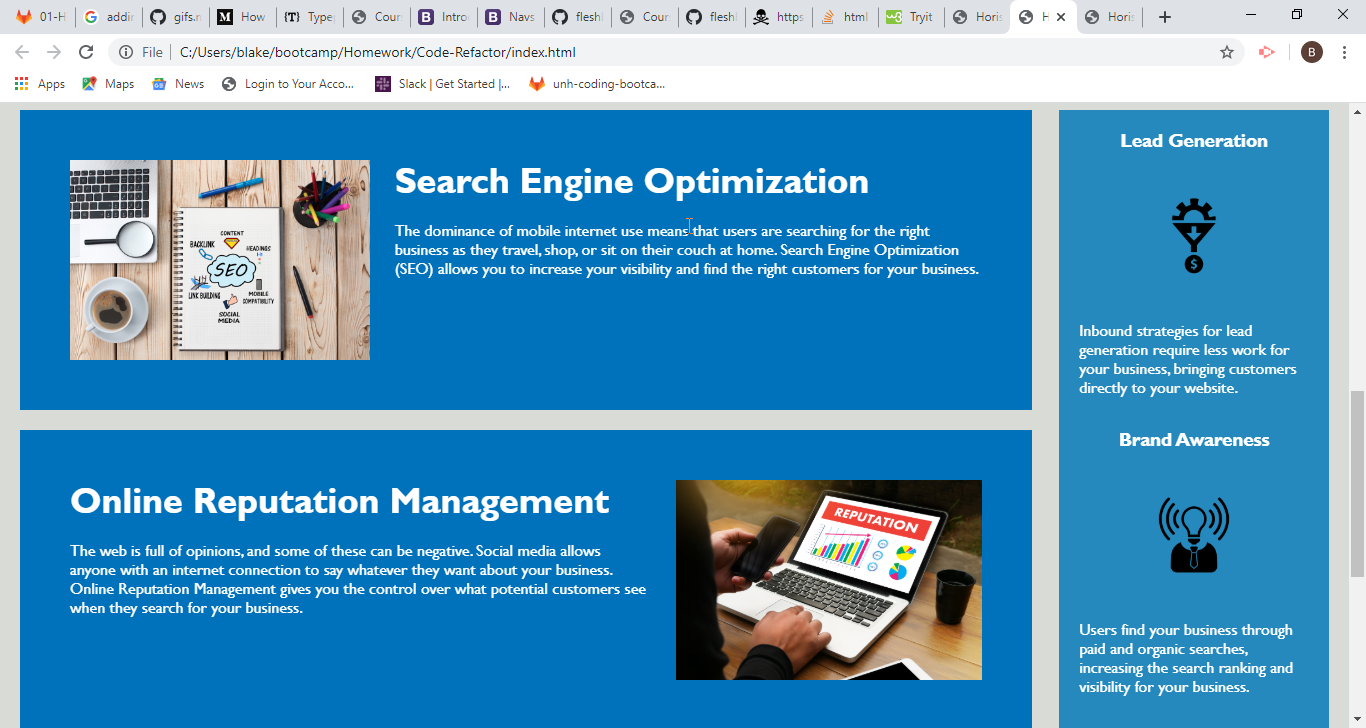 01-H
addir
gifs.r
How
Type
Cour
Intro
Navs
flesh
Cour
flesh
https
html
Tryit
Horis
H
Horis
File
C:/Users/blake/bootcamp/Homework/Code-Refactor/index.html
B
Apps
Maps
News
Login to Your Acco...
Slack | Get Started |...
unh-coding-bootca...
Search Engine Optimization
The dominance of mobile internet use means that users are searching for the right
business as they travel, shop, or sit on their couch at home. Search Engine Optimization
(SEO) allows you to increase your visibility and find the right customers for your business.
CONTENT
BACKLINK
HEADINGS
SEO
LINK BUILDING
MOBILE
COMPATIBILITY
SOCIAL
MEDIA
Online Reputation Management
The web is full of opinions, and some of these can be negative. Social media allows
anyone with an internet connection to say whatever they want about your business.
Online Reputation Management gives you the control over what potential customers see
when they search for your business.
REPUTATION
Lead Generation
$
Inbound strategies for lead
generation require less work for
your business, bringing customers
directly to your website.
Brand Awareness
Users find your business through
paid and organic searches,
increasing the search ranking and
visibility for your business.